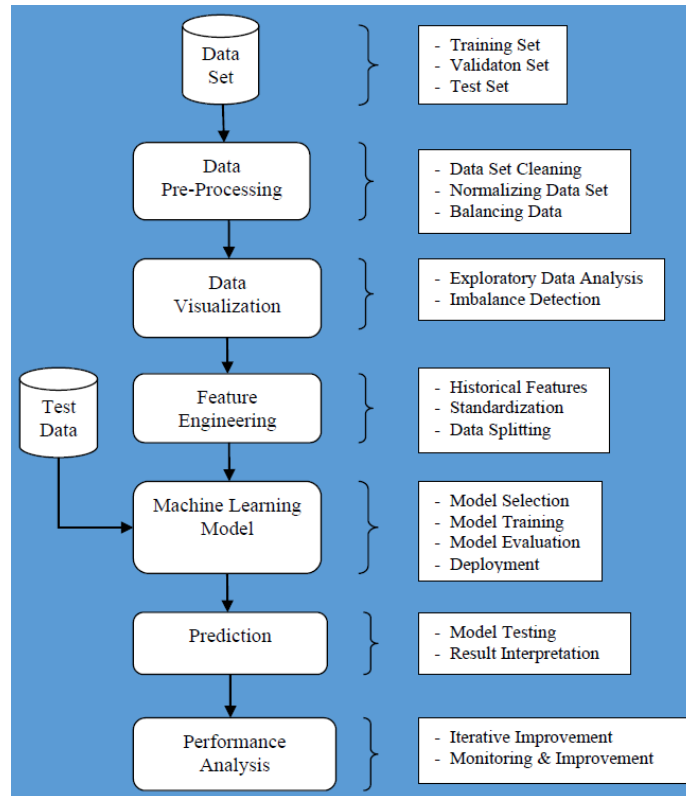 Data
Set
- Training Set
- Validaton Set
- Test Set
Data
Pre-Processing
- Data Set Cleaning
- Normalizing Data Set
- Balancing Data
Data
Visualization
- Exploratory Data Analysis
- Imbalance Detection
Test
Data
Feature
Engineering
- Historical Features
- Standardization
- Data Splitting
Machine Learning
Model
- Model Selection
- Model Training
- Model Evaluation
- Deployment
Prediction
- Model Testing
- Result Interpretation
Performance
Analysis
- Iterative Improvement
- Monitoring & Improvement